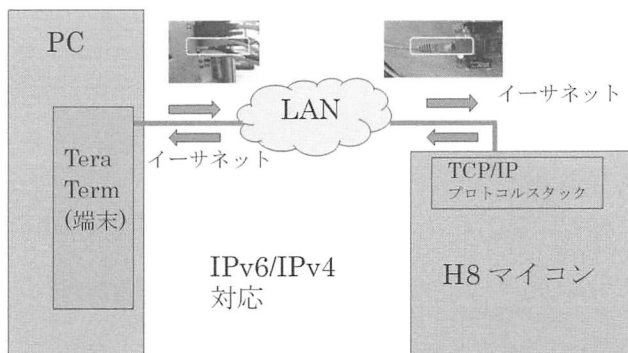 PC
LAN
イーサネット
Tera
Term
(端末)
イーサネット
TCP/IP
プロトコルスタック
H8 マイコン
IPv6/IPv4
対応